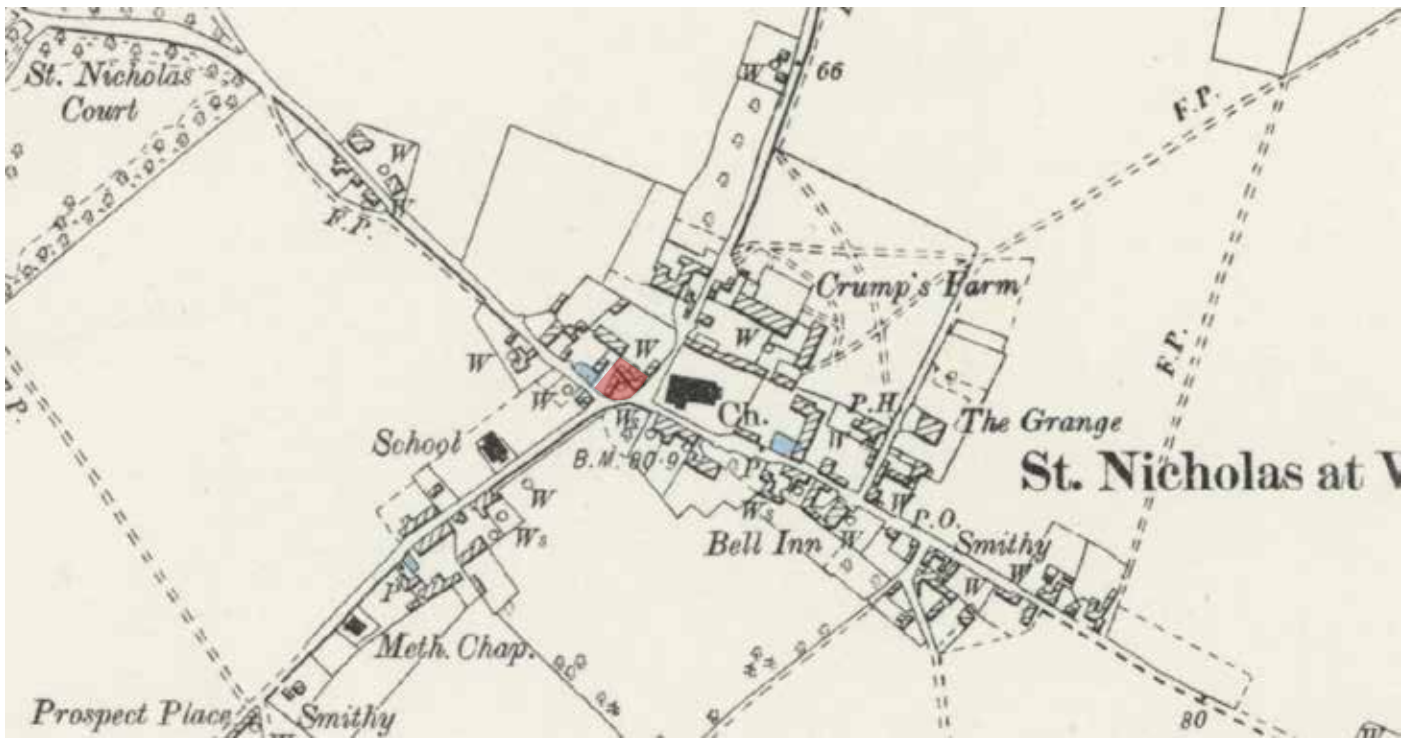 St. Nicholas
Court
W
66
F.P.
W
W
F.P.
Crump's Farm
W
W
W
F.P.
P.
P.H.
W
Ws
Ch.
W
The Grange
School
B.M. 80·9
P
St. Nicholas at W
W
Ws
W
P.O.
Ws
Bell Inn
W
Smithy
W
W
P
Meth. Chap.
Prospect Place
Smithy
80
W
W